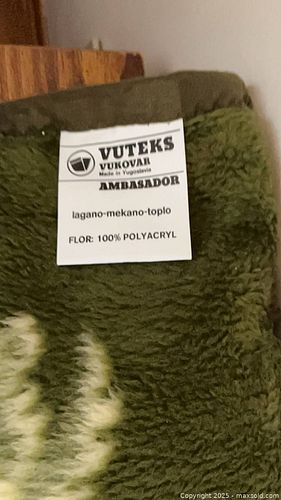 VUTEKS
VUKOVAR
Made in Yugoslavia
AMBASADOR
lagano-mekano-toplo
FLOR: 100% POLYACRYL
Copyright © 2025 - maxsold.com